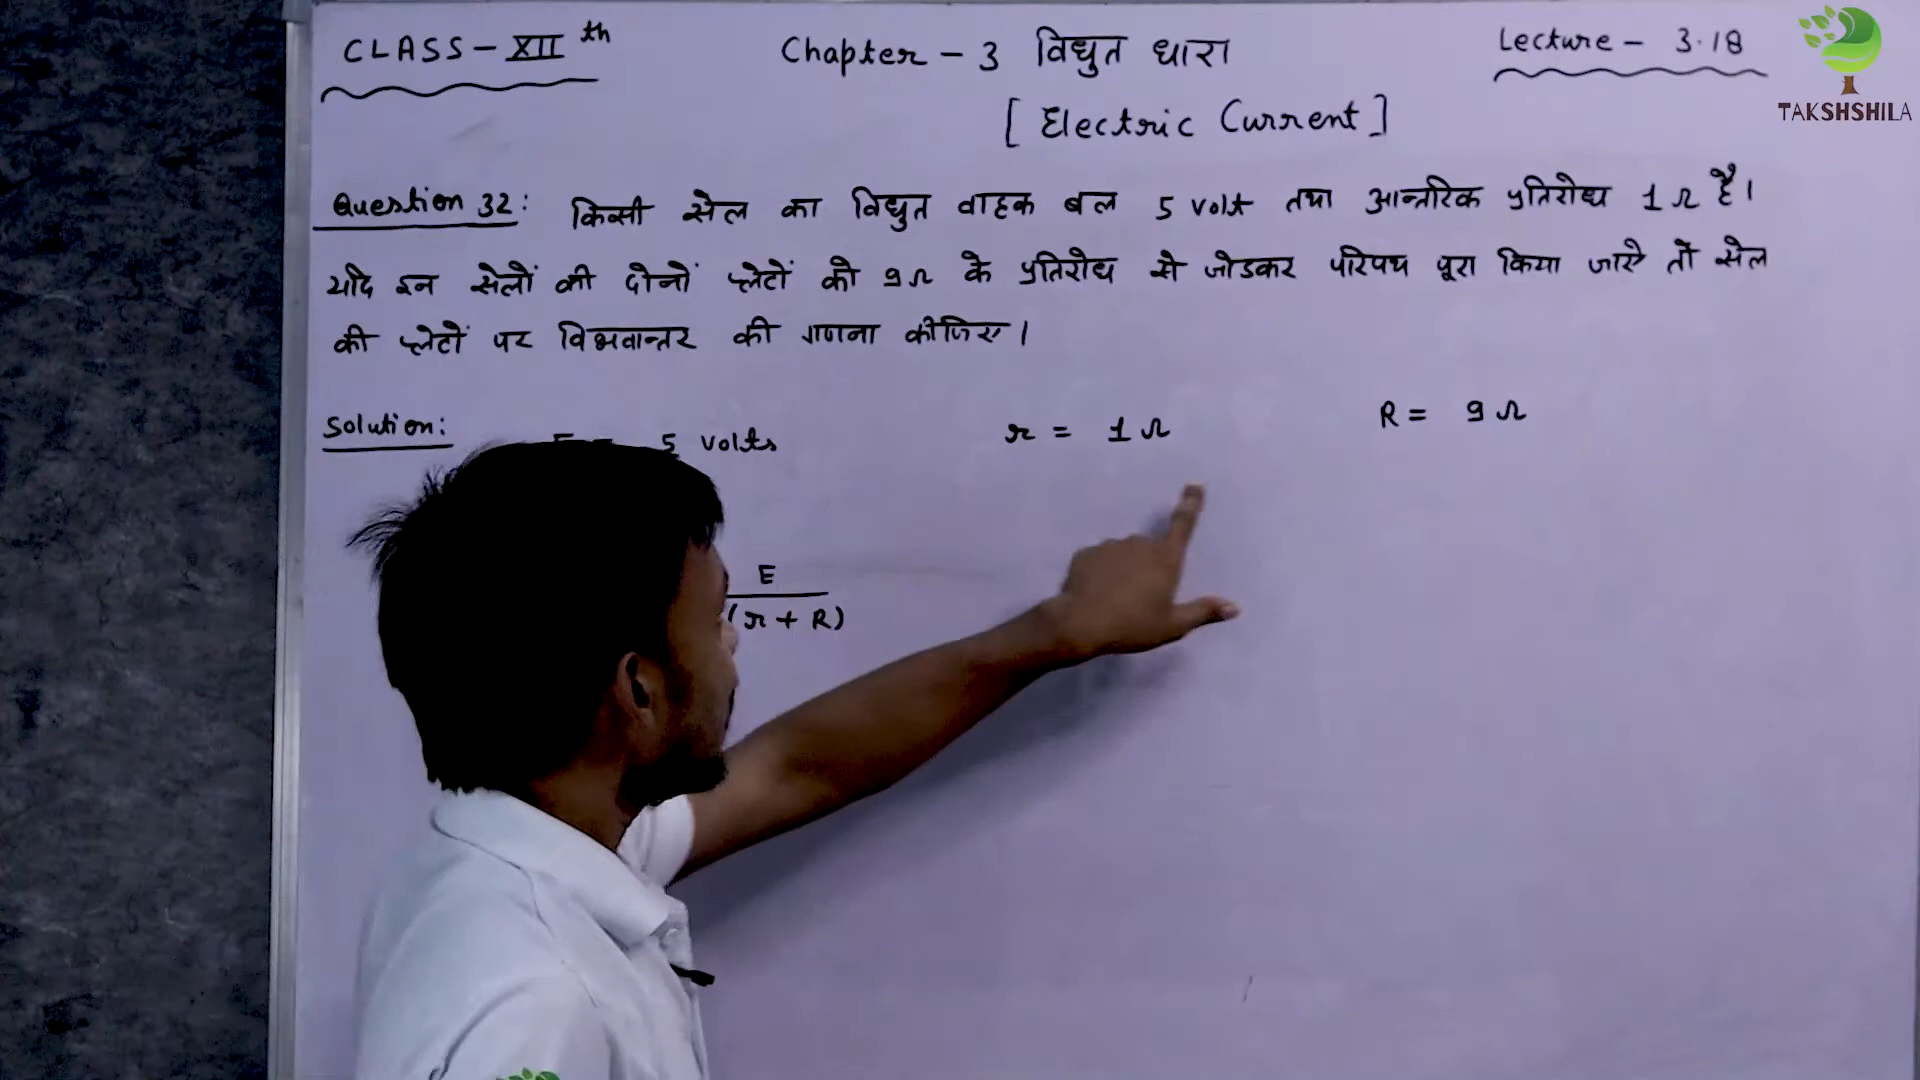 CLASS - XII th
Chapter - 3 विद्युत धारा
[ Electric Current ]
Lecture - 3.18
TAKSHSHILA
Question 32: किसी सेल का विद्युत वाहक बल 5 volt तथा आन्तरिक प्रतिरोध 1 Ω है।
यदि इन सेलों की दोनों प्लेटों को 9 Ω के प्रतिरोध से जोडकर परिपथ पूरा किया जाऐ तो सेल
की प्लेटों पर विभवान्तर की गणना कीजिए।
Solution: 5 volts r = 1 Ω R = 9 Ω
E
(r + R)